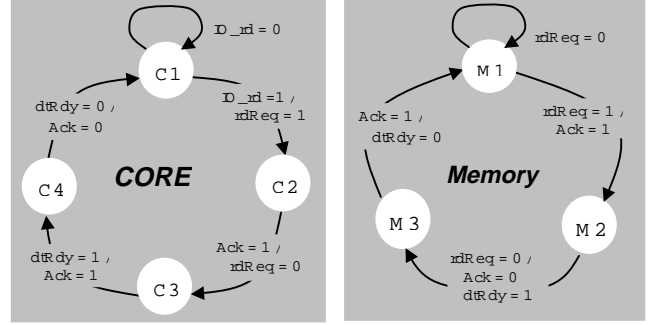 IO_rd = 0
C1
dtRdy = 0 /
Ack = 0
IO_rd =1 /
rdReq = 1
C4
CORE
C2
dtRdy = 1 /
Ack = 1
Ack = 1 /
rdReq = 0
C3
rdReq = 0
M1
Ack = 1 /
dtRdy = 0
rdReq = 1 /
Ack = 1
Memory
M3
M2
rdReq = 0 /
Ack = 0
dtRdy = 1